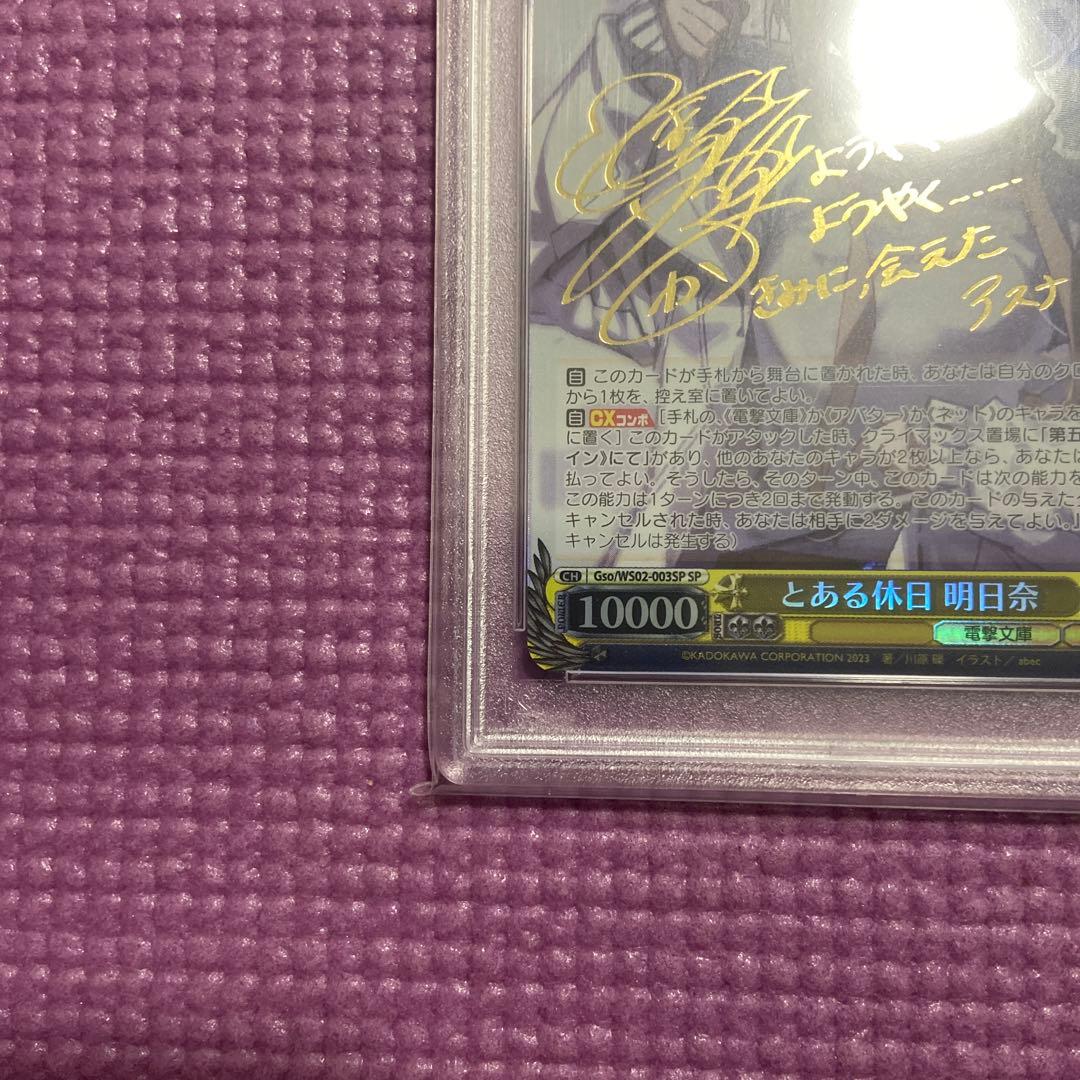 ようやく
ようやく.....
きみに、会えた
アスナ
自 このカードが手札から舞台に置かれた時、あなたは自分のクロ
から1枚を、控え室に置いてよい。
自 CXコンボ [手札の、《電撃文庫》か《アバター》か《ネット》のキャラを
に置く] このカードがアタックした時、クライマックス置場に「第五
イン》にて」があり、他のあなたのキャラが2枚以上なら、あなたは
払ってよい。そうしたら、そのターン中、このカードは次の能力を
この能力は1ターンにつき2回まで発動する。このカードの与えた
キャンセルされた時、あなたは相手に2ダメージを与えてよい。」
キャンセルは発生する)
CH Gso/WS02-003SP SP
POWER 10000 SOUL とある休日 明日奈
電撃文庫
©KADOKAWA CORPORATION 2023 著/川原 礫 イラスト/abec